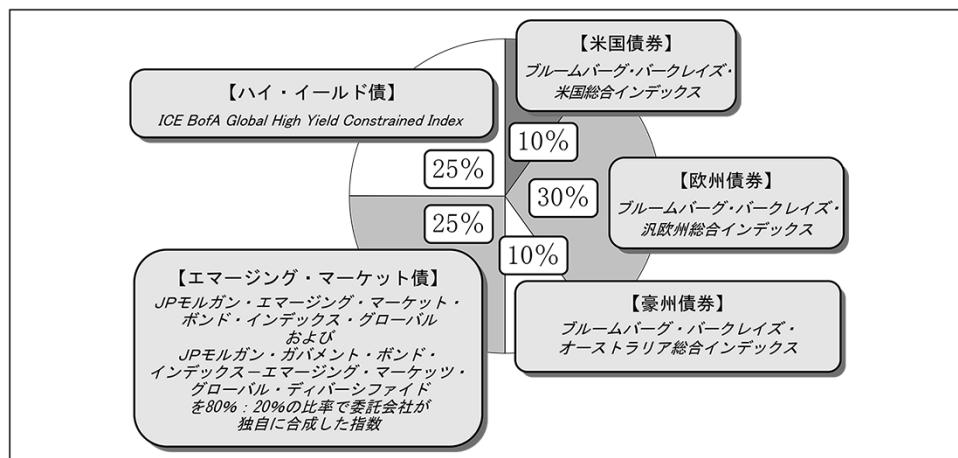 【米国債券】
ブルームバーグ・バークレイズ・
米国総合インデックス
10%
【欧州債券】
ブルームバーグ・バークレイズ・
汎欧州総合インデックス
30%
【豪州債券】
ブルームバーグ・バークレイズ・
オーストラリア総合インデックス
10%
【エマージング・マーケット債】
JPモルガン・エマージング・マーケット・
ボンド・インデックス・グローバル
および
JPモルガン・ガバメント・ボンド・
インデックス－エマージング・マーケッツ・
グローバル・ディバーシファイド
を80%：20%の比率で委託会社が
独自に合成した指数
25%
【ハイ・イールド債】
ICE BofA Global High Yield Constrained Index
25%